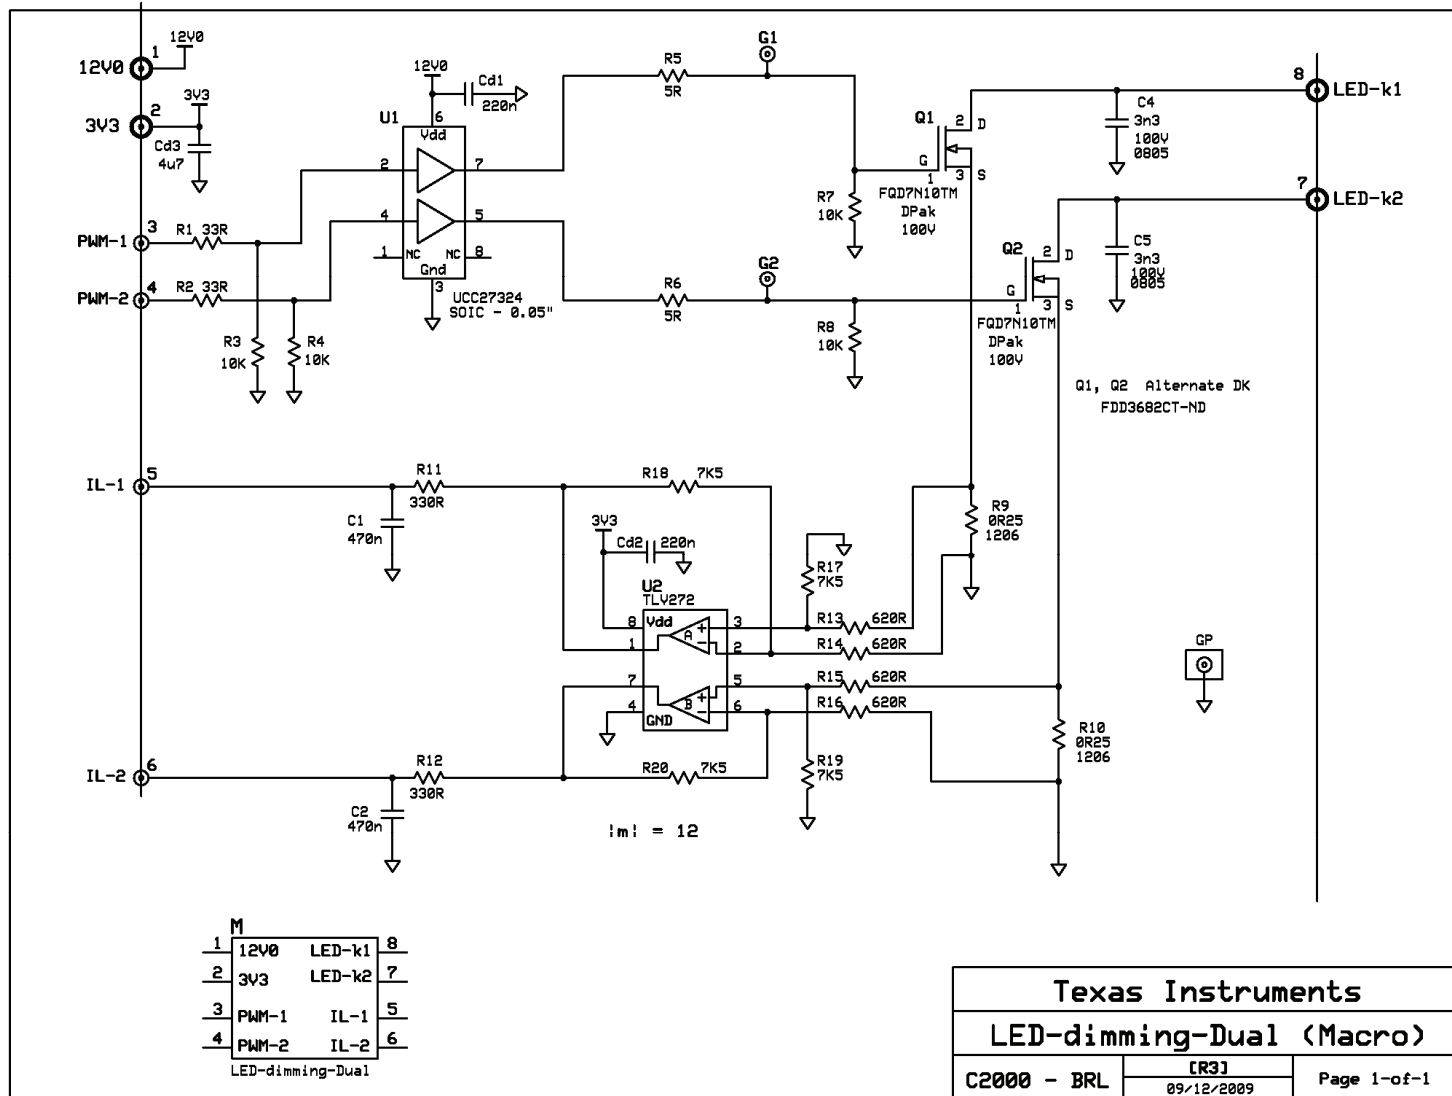 12V0
1
12V0
3V3
2
3V3
Cd3
4u7
PWM-1
3
R1 33R
PWM-2
4
R2 33R
R3
10K
R4
10K
12V0
Cd1
220n
U1
6
Vdd
2
7
4
5
1
NC
NC
8
Gnd
3
UCC27324
SOIC - 0.05"
R5
5R
G1
R6
5R
G2
R7
10K
R8
10K
Q1
2
D
G
1
3
S
FQD7N10TM
DPak
100V
Q2
2
D
G
1
3
S
FQD7N10TM
DPak
100V
C4
3n3
100V
0805
8
LED-k1
7
LED-k2
C5
3n3
100V
0805
Q1, Q2 Alternate DK
FDD3682CT-ND
IL-1
5
R11
330R
C1
470n
R18
7K5
3V3
Cd2
220n
U2
TLV272
8
Vdd
A
+
-
3
1
2
7
B
+
-
5
4
GND
6
R17
7K5
R13
620R
R14
620R
R15
620R
R16
620R
R9
0R25
1206
R10
0R25
1206
R19
7K5
R20
7K5
IL-2
6
R12
330R
C2
470n
|m| = 12
GP
M
1
12V0
LED-k1
8
2
3V3
LED-k2
7
3
PWM-1
IL-1
5
4
PWM-2
IL-2
6
LED-dimming-Dual
Texas Instruments
LED-dimming-Dual (Macro)
C2000 - BRL
[R3]
09/12/2009
Page 1-of-1